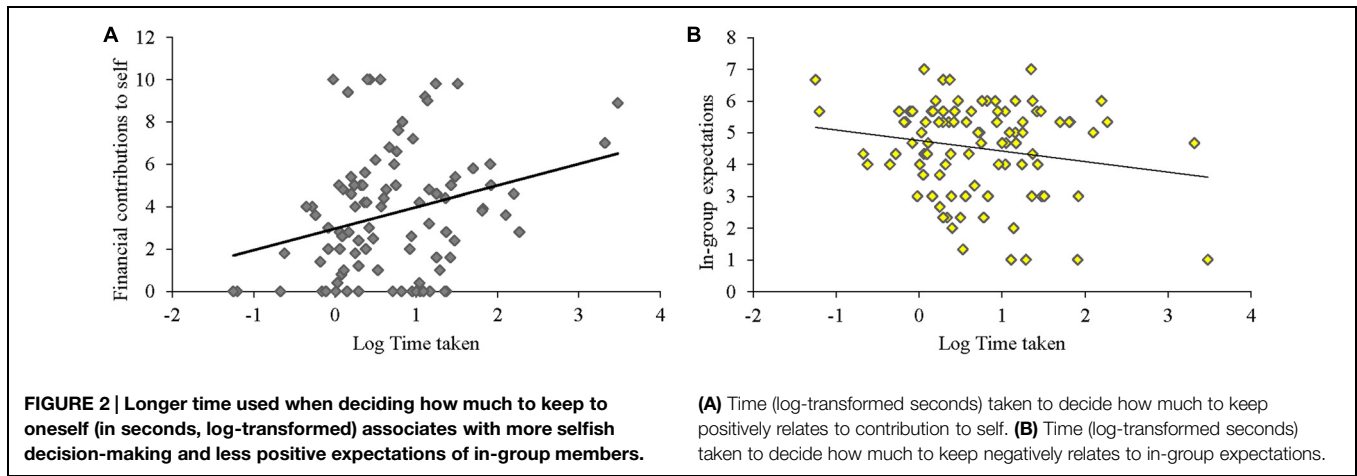 A
Financial contributions to self
12
10
8
6
4
2
0
-2 -1 0 1 2 3 4
Log Time taken
B
In-group expectations
8
7
6
5
4
3
2
1
0
-2 -1 0 1 2 3 4
Log Time taken
FIGURE 2 | Longer time used when deciding how much to keep to
oneself (in seconds, log-transformed) associates with more selfish
decision-making and less positive expectations of in-group members.
(A) Time (log-transformed seconds) taken to decide how much to keep
positively relates to contribution to self. (B) Time (log-transformed seconds)
taken to decide how much to keep negatively relates to in-group expectations.